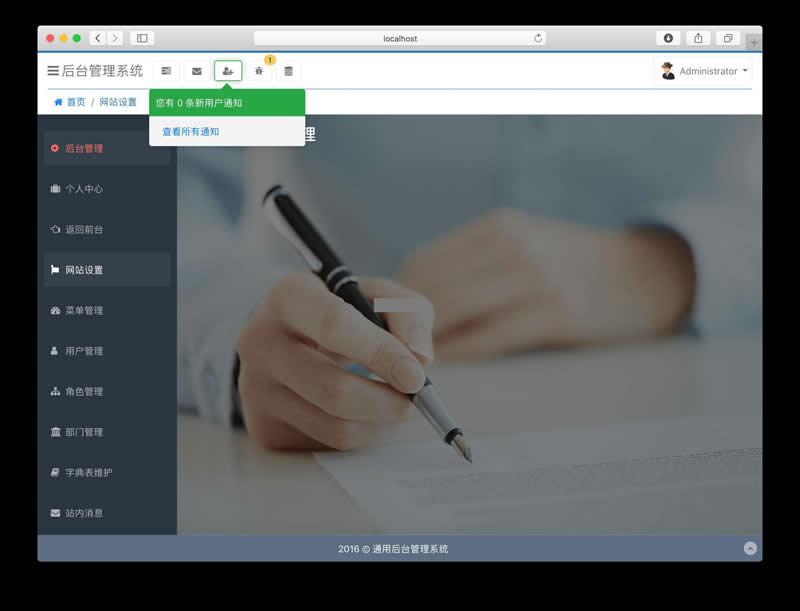 localhost
后台管理系统
1
Administrator
首页 / 网站设置
您有 0 条新用户通知
查看所有通知
理
后台管理
个人中心
返回前台
网站设置
菜单管理
用户管理
角色管理
部门管理
字典表维护
站内消息
2016 © 通用后台管理系统